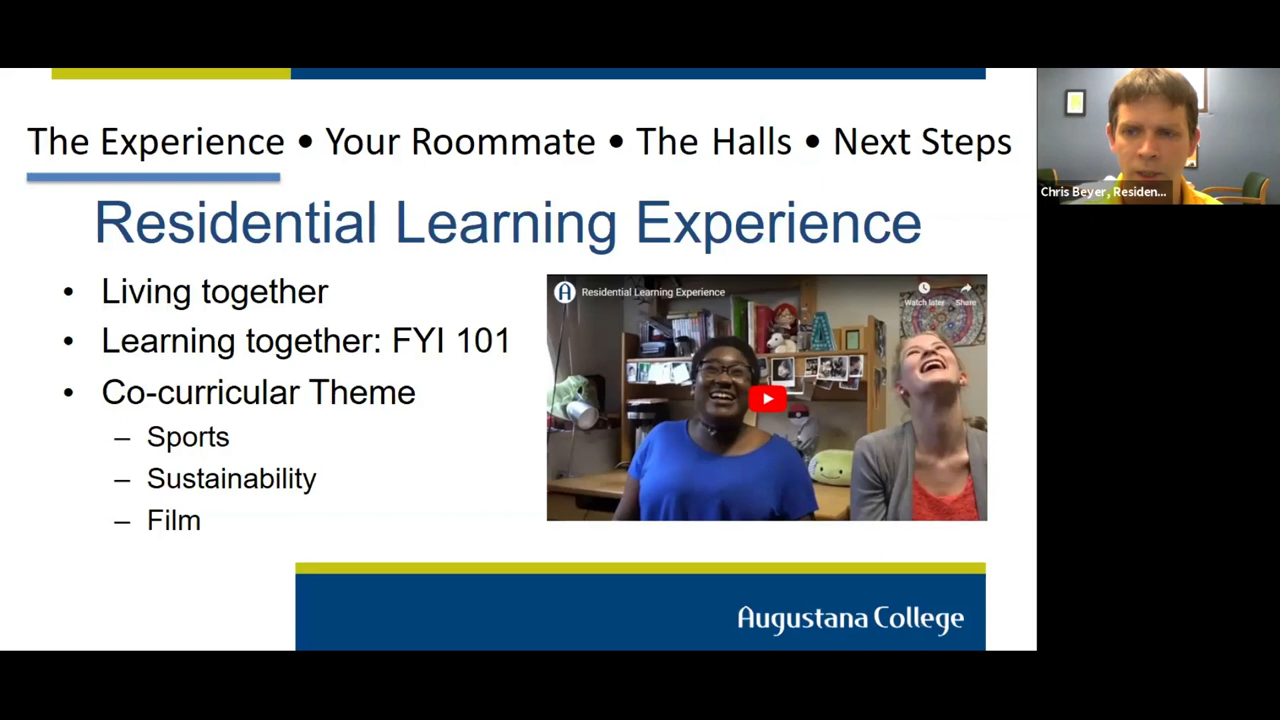 The Experience • Your Roommate • The Halls • Next Steps
Residential Learning Experience
• Living together
• Learning together: FYI 101
• Co-curricular Theme
– Sports
– Sustainability
– Film
Residential Learning Experience
Watch later
Share
A
Augustana College
Chris Beyer, Residen...